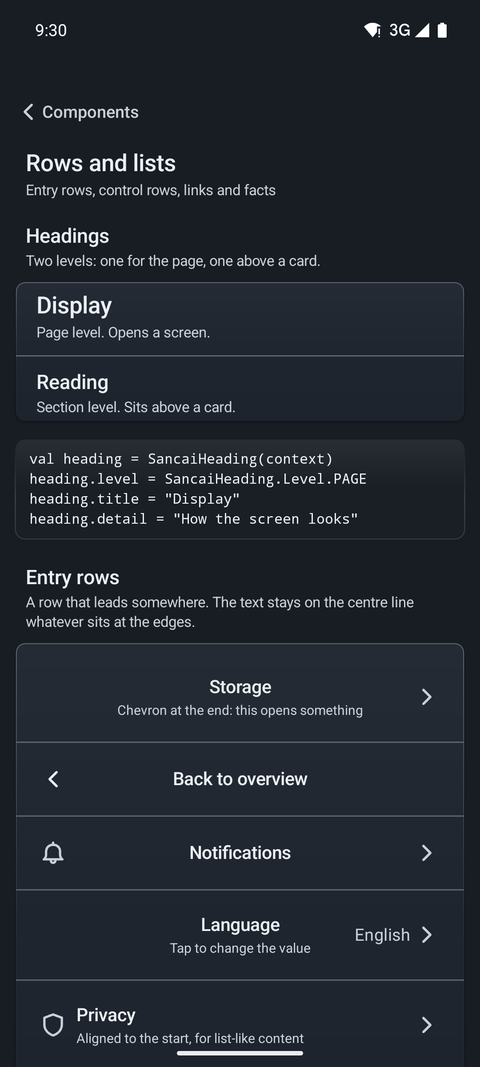 9:30
3G
Components
Rows and lists
Entry rows, control rows, links and facts
Headings
Two levels: one for the page, one above a card.
Display
Page level. Opens a screen.
Reading
Section level. Sits above a card.
val heading = SancaiHeading(context)
heading.level = SancaiHeading.Level.PAGE
heading.title = "Display"
heading.detail = "How the screen looks"
Entry rows
A row that leads somewhere. The text stays on the centre line
whatever sits at the edges.
Storage
Chevron at the end: this opens something
Back to overview
Notifications
Language
Tap to change the value
English
Privacy
Aligned to the start, for list-like content